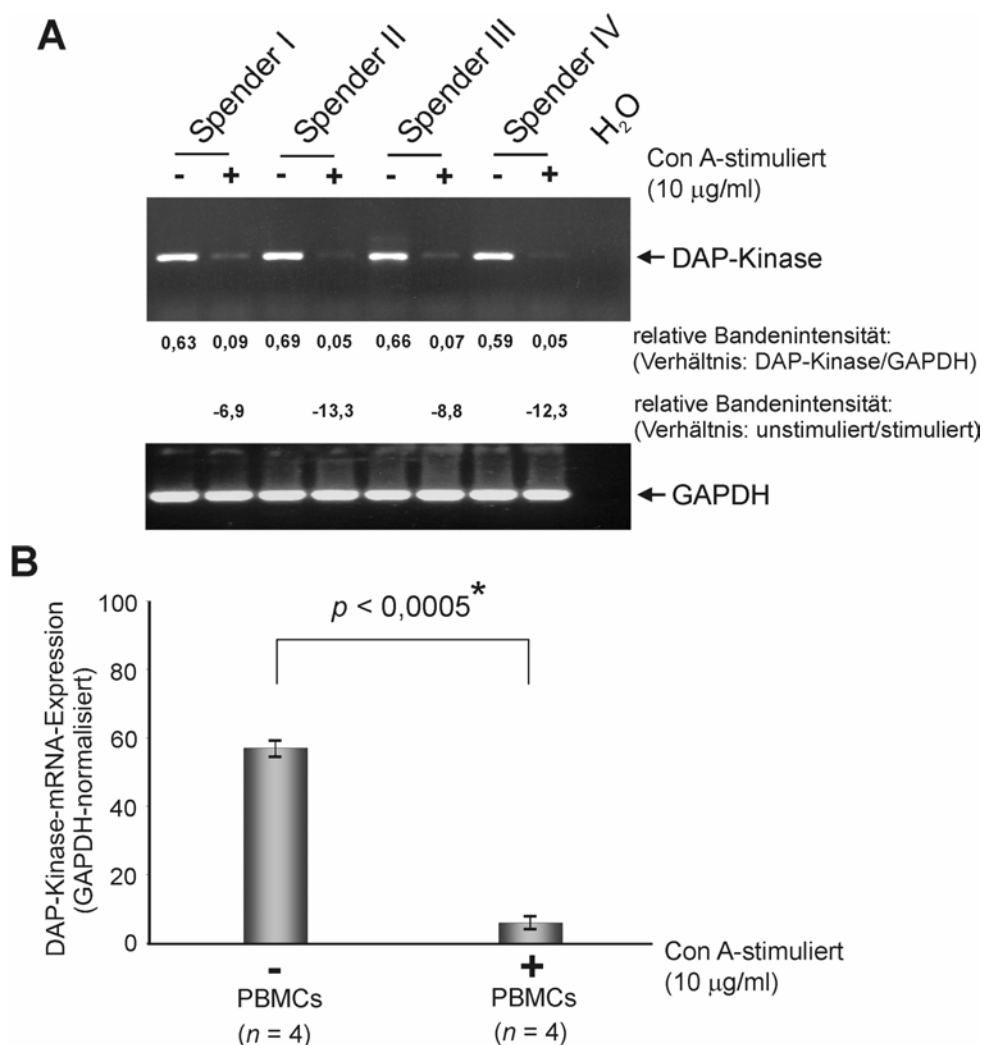 A
Spender I
Spender II
Spender III
Spender IV
H₂O
- + - + - + - +
Con A-stimuliert
(10 µg/ml)
DAP-Kinase
0,63 0,09 0,69 0,05 0,66 0,07 0,59 0,05
relative Bandenintensität:
(Verhältnis: DAP-Kinase/GAPDH)
-6,9 -13,3 -8,8 -12,3
relative Bandenintensität:
(Verhältnis: unstimuliert/stimuliert)
GAPDH
B
DAP-Kinase-mRNA-Expression
(GAPDH-normalisiert)
100
80
60
40
20
0
p < 0,0005*
- +
PBMCs PBMCs
(n = 4) (n = 4)
Con A-stimuliert
(10 µg/ml)